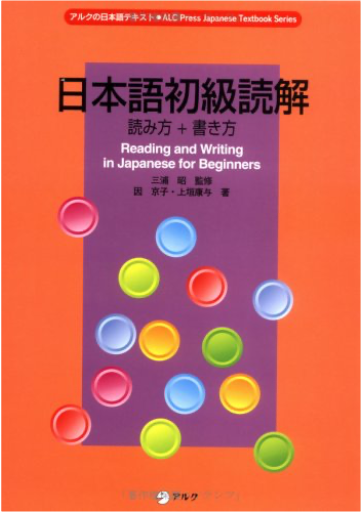 アルクの日本語テキスト●ALC Press Japanese Textbook Series
日本語初級読解
読み方 + 書き方
Reading and Writing
in Japanese for Beginners
三浦 昭 監修
因 京子・上垣康与 著
アルク